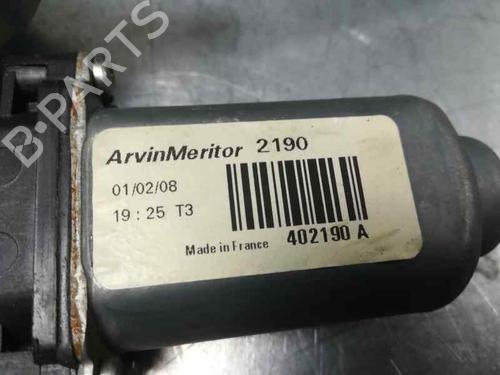 B-PARTS
ArvinMeritor 2190
01/02/08
19 : 25 T3
Made in France
402190 A